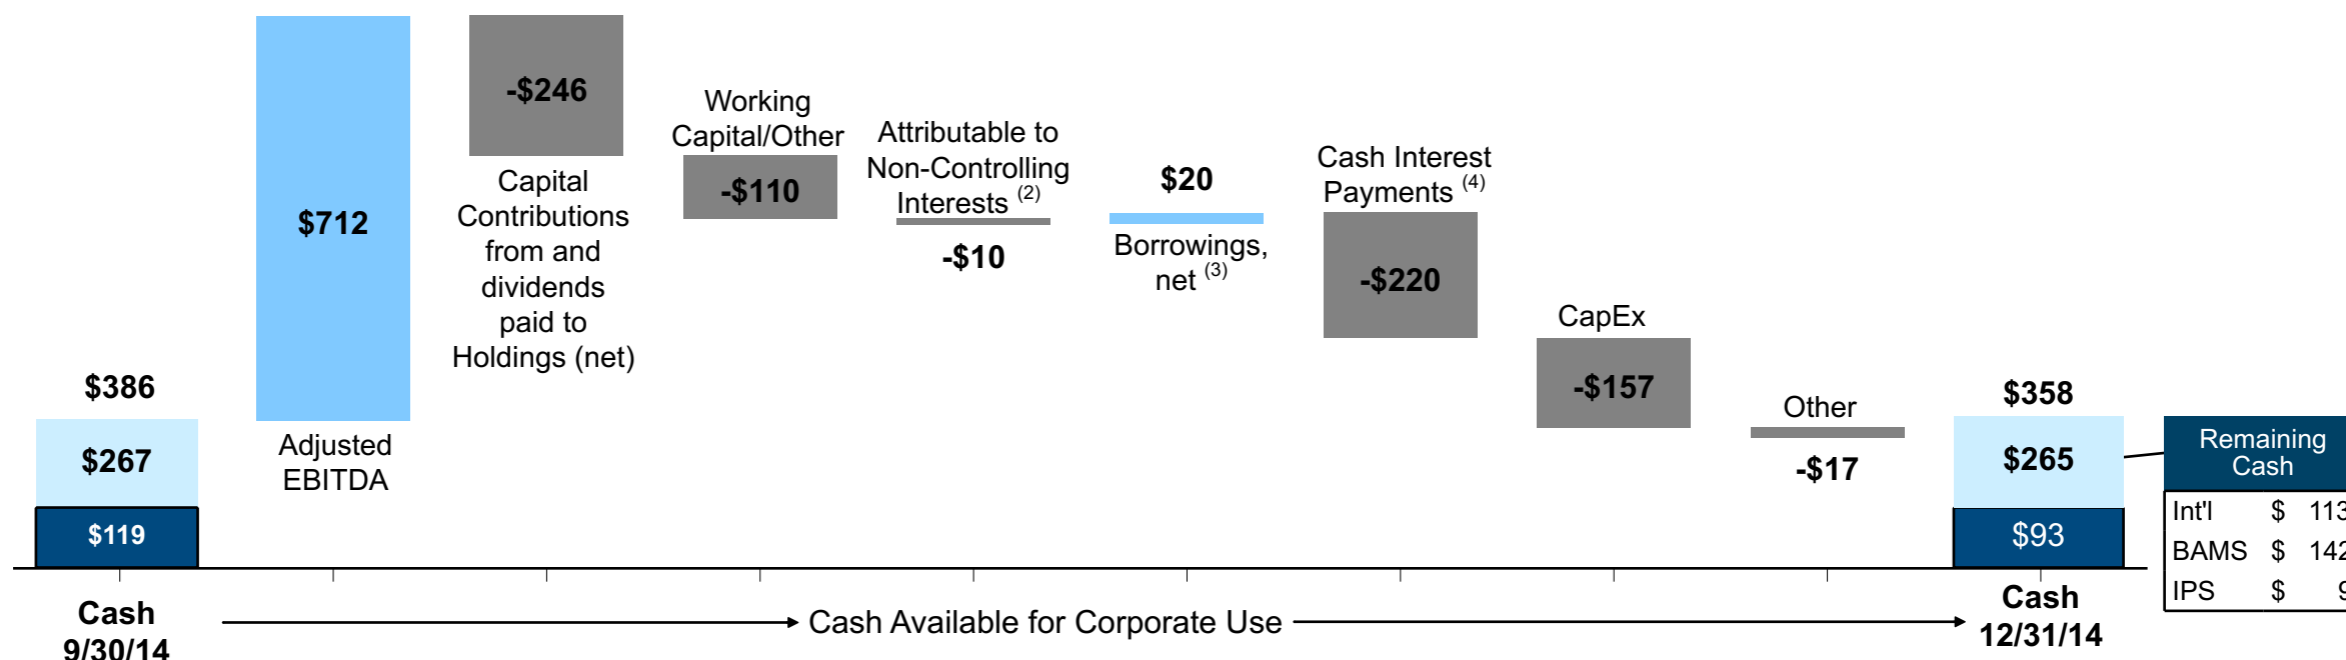 $386
$267
$119
Cash
9/30/14
$712
Adjusted
EBITDA
-$246
Capital
Contributions
from and
dividends
paid to
Holdings (net)
Working
Capital/Other
-$110
Attributable to
Non-Controlling
Interests (2)
-$10
$20
Borrowings,
net (3)
Cash Interest
Payments (4)
-$220
CapEx
-$157
Other
-$17
$358
$265
$93
Cash
12/31/14
Cash Available for Corporate Use
Remaining
Cash
Int'l $ 113
BAMS $ 142
IPS $ 9